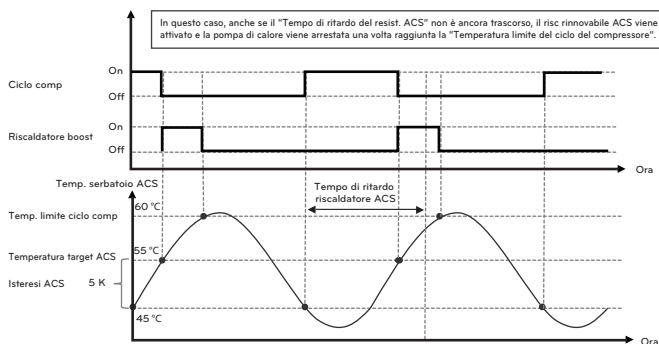 In questo caso, anche se il "Tempo di ritardo del resist. ACS" non è ancora trascorso, il risc rinnovabile ACS viene
attivato e la pompa di calore viene arrestata una volta raggiunta la "Temperatura limite del ciclo del compressore".
On
Ciclo comp
Off
On
Riscaldatore boost
Off
Ora
Temp. serbatoio ACS
Tempo di ritardo
riscaldatore ACS
60 °C
Temp. limite ciclo comp
55 °C
Temperatura target ACS
Isteresi ACS 5 K
45 °C
Ora